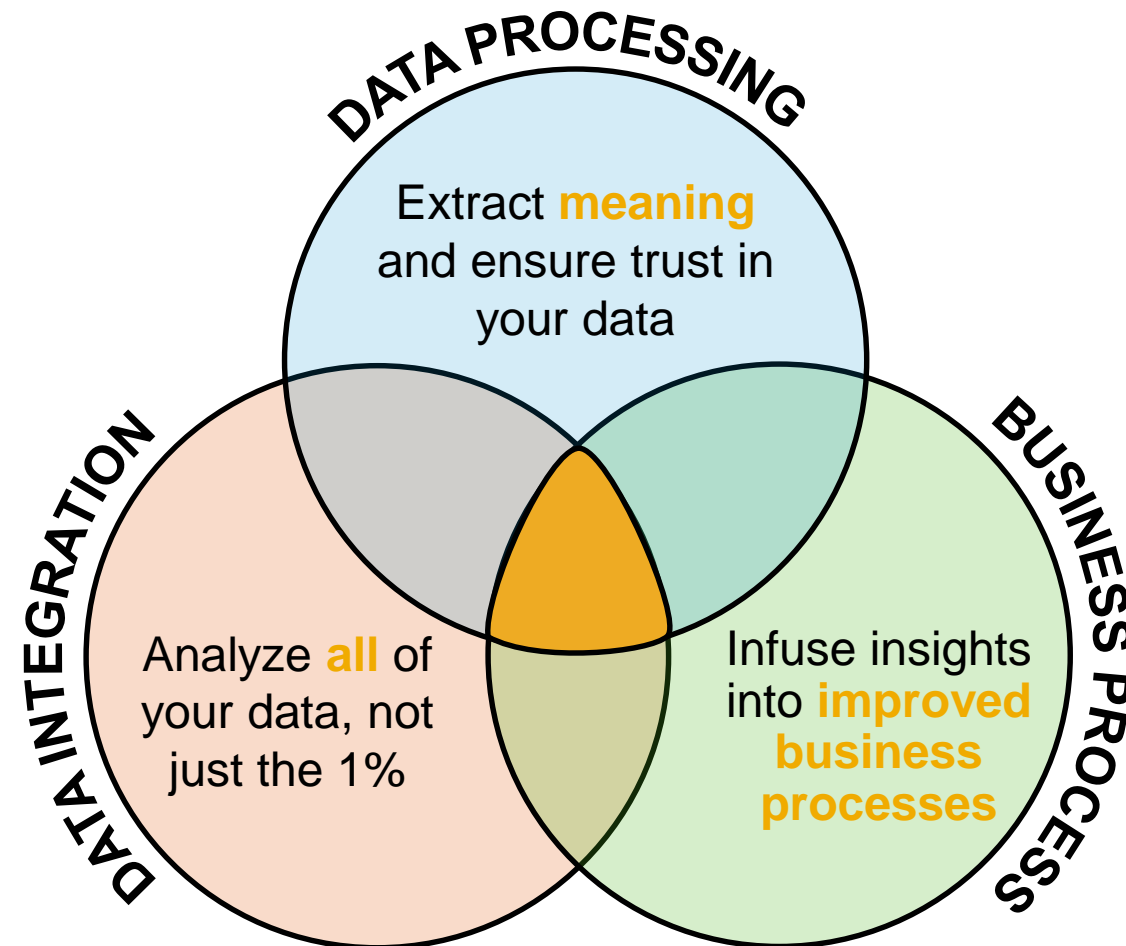 DATA PROCESSING
Extract meaning
and ensure trust in
your data
DATA INTEGRATION
Analyze all of
your data, not
just the 1%
BUSINESS PROCESS
Infuse insights
into improved
business
processes